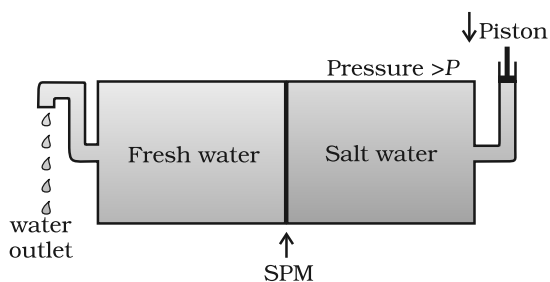 Piston
Pressure >P
Fresh water
Salt water
water
outlet
SPM